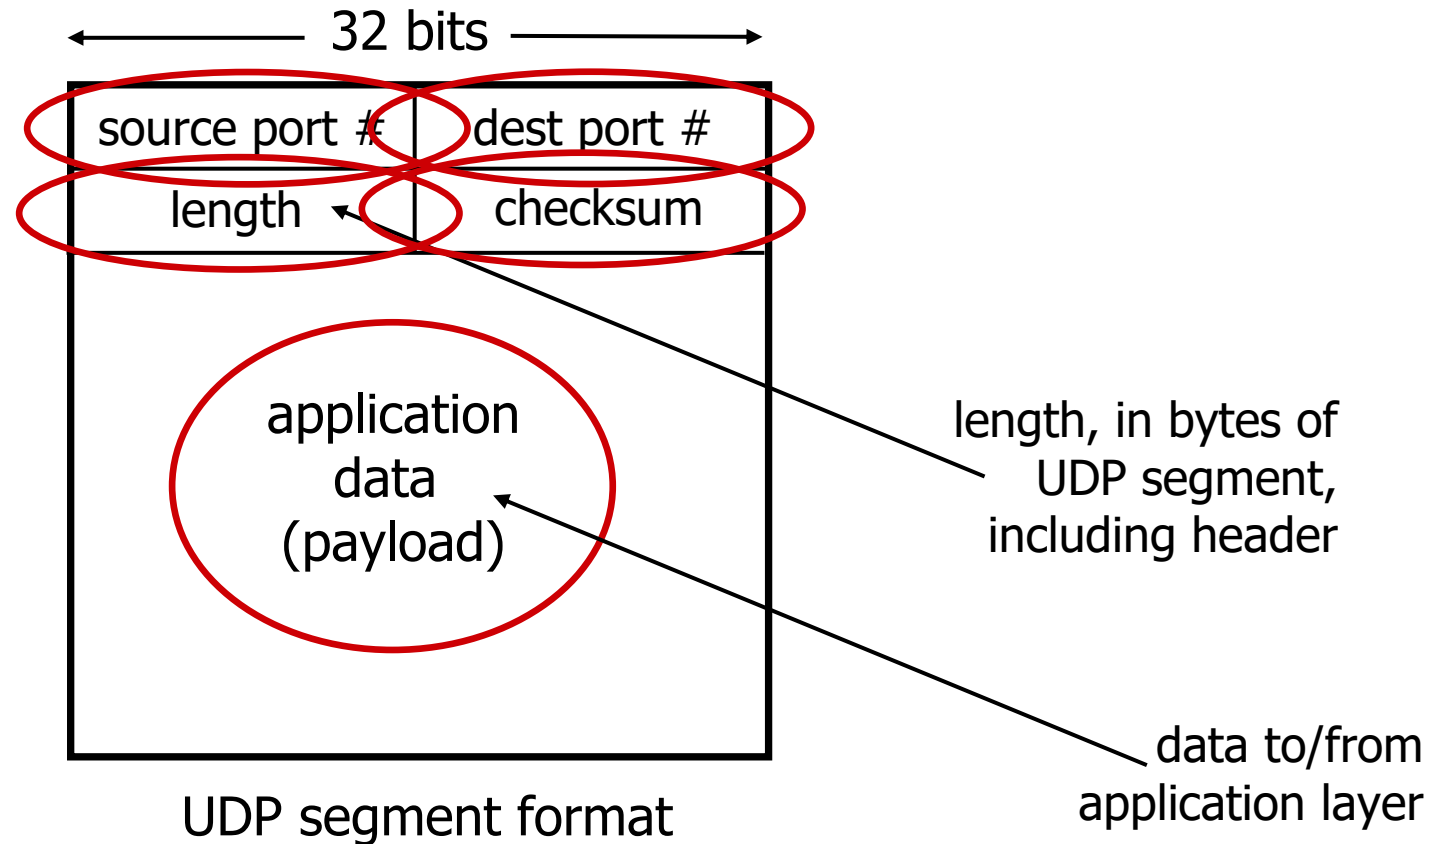 32 bits
source port # dest port #
length checksum
application
data
(payload)
length, in bytes of
UDP segment,
including header
data to/from
application layer
UDP segment format